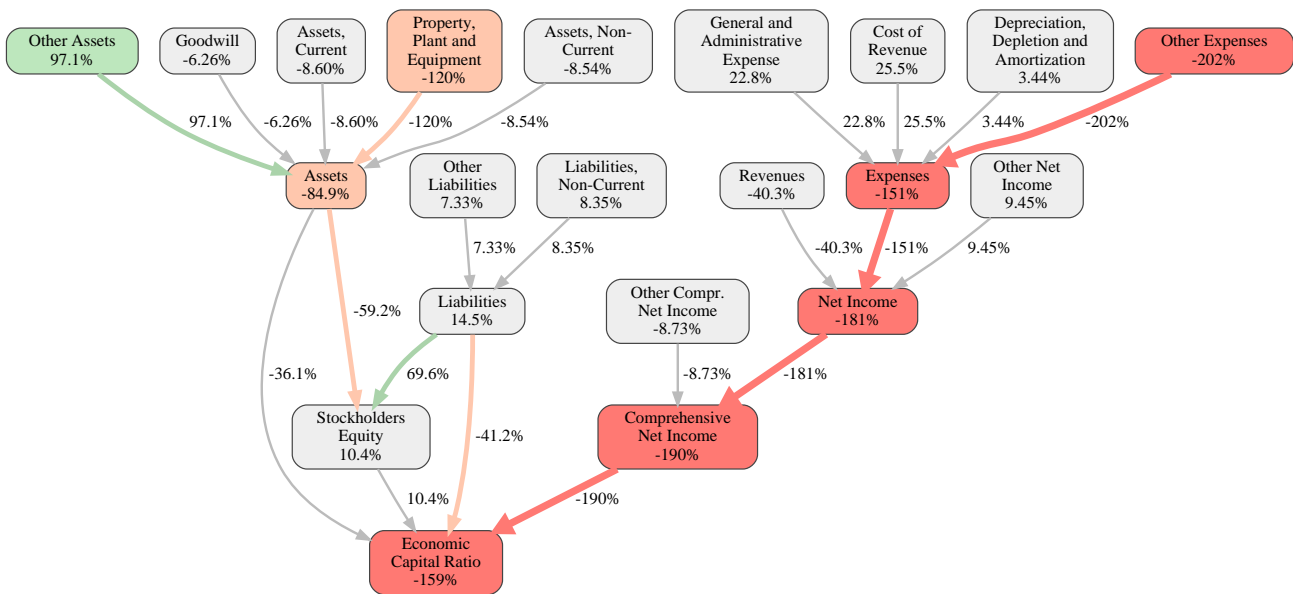 Other Assets
97.1%
Goodwill
-6.26%
Assets,
Current
-8.60%
Property,
Plant and
Equipment
-120%
Assets, Non-
Current
-8.54%
General and
Administrative
Expense
22.8%
Cost of
Revenue
25.5%
Depreciation,
Depletion and
Amortization
3.44%
Other Expenses
-202%
97.1%
-6.26%
-8.60%
-120%
-8.54%
22.8%
25.5%
3.44%
-202%
Assets
-84.9%
Other
Liabilities
7.33%
Liabilities,
Non-Current
8.35%
Revenues
-40.3%
Expenses
-151%
Other Net
Income
9.45%
7.33%
8.35%
-40.3%
-151%
9.45%
Liabilities
14.5%
Other Compr.
Net Income
-8.73%
Net Income
-181%
-59.2%
-36.1%
69.6%
-8.73%
-181%
Stockholders
Equity
10.4%
-41.2%
Comprehensive
Net Income
-190%
10.4%
-190%
Economic
Capital Ratio
-159%